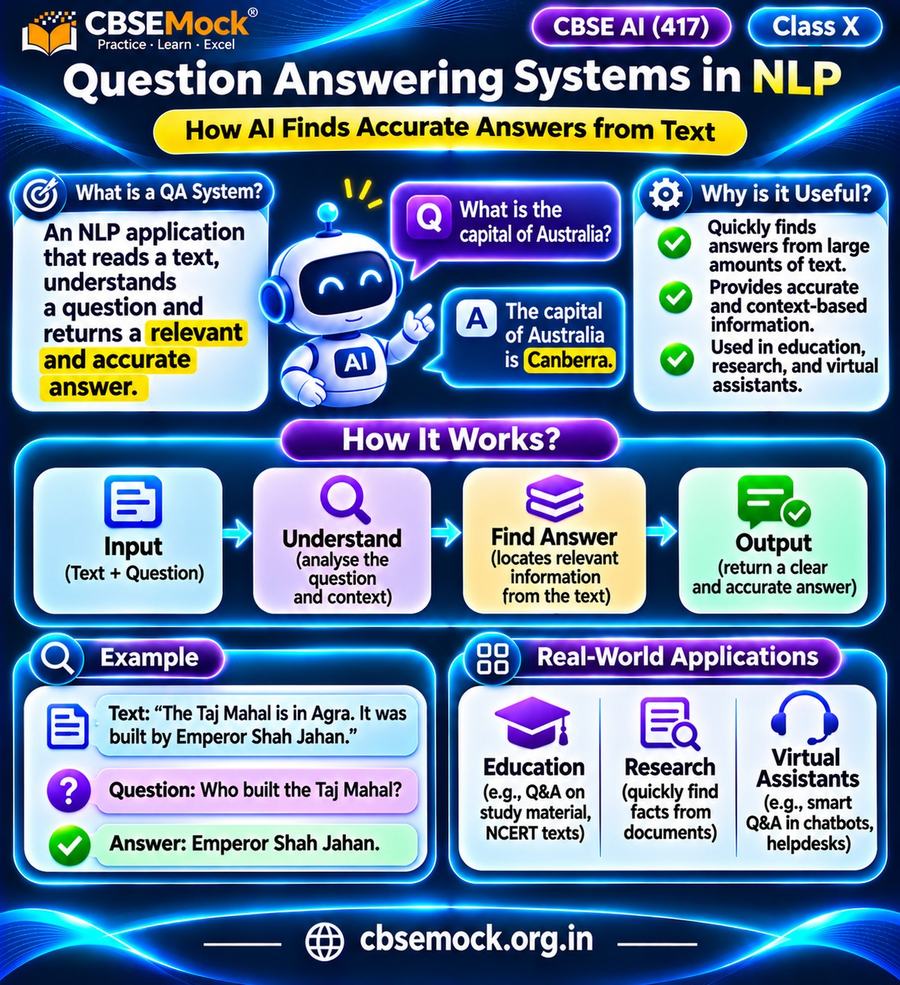 CBSEMock®
Practice · Learn · Excel
CBSE AI (417)
Class X
Question Answering Systems in NLP
How AI Finds Accurate Answers from Text
What is a QA System?
An NLP application
that reads a text,
understands
a question and
returns a relevant
and accurate
answer.
AI
Q
What is the
capital of Australia?
A
The capital
of Australia
is Canberra.
Why is it Useful?
Quickly finds
answers from large
amounts of text.
Provides accurate
and context-based
information.
Used in education,
research, and virtual
assistants.
How It Works?
Input
(Text + Question)
Understand
(analyse the
question
and context)
Find Answer
(locates relevant
information
from the text)
Output
(return a clear
and accurate answer)
Example
Text: “The Taj Mahal is in Agra. It was
built by Emperor Shah Jahan.”
?
Question: Who built the Taj Mahal?
Answer: Emperor Shah Jahan.
Real-World Applications
Education
(e.g., Q&A on
study material,
NCERT texts)
Research
(quickly find
facts from
documents)
Virtual
Assistants
(e.g., smart
Q&A in chatbots,
helpdesks)
cbsemock.org.in